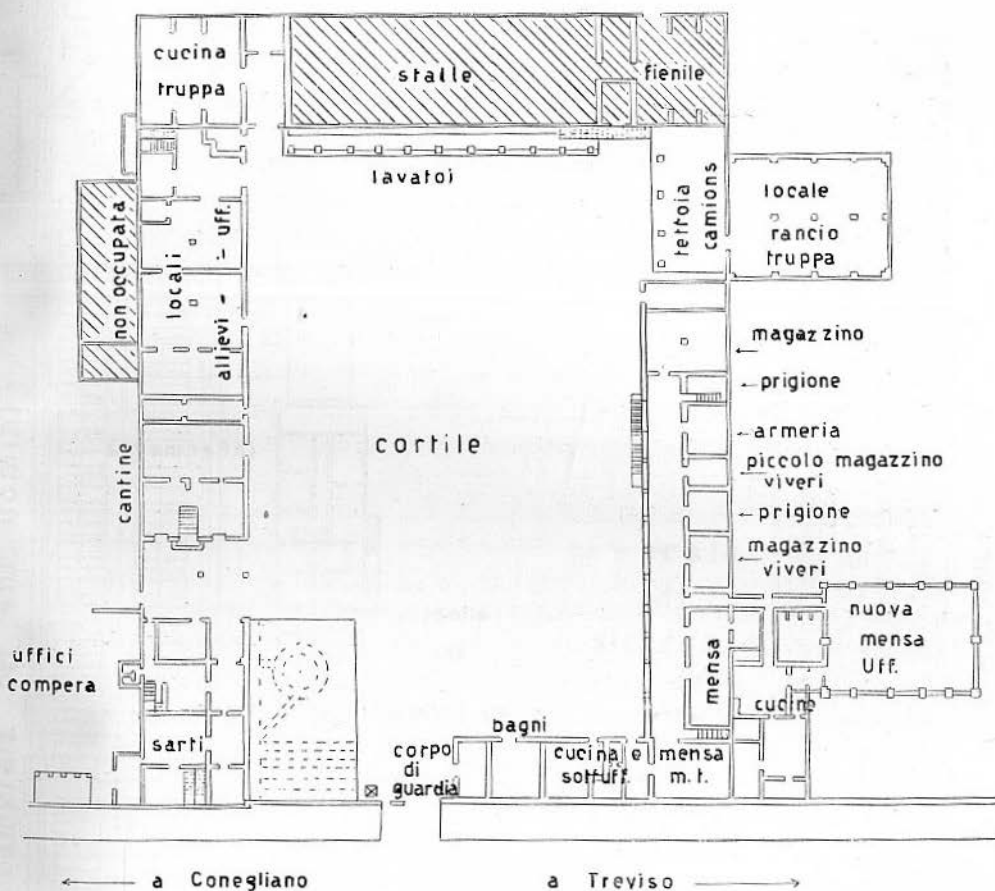 cucina
truppa
stalle
fienile
lavatoi
tettoia
camions
locale
rancio
truppa
non occupata
locali
allievi - uff.
magazzino
prigione
armeria
piccolo magazzino
viveri
prigione
magazzino
viveri
cortile
cantine
nuova
mensa
Uff.
mensa
cucine
uffici
compera
sarti
bagni
corpo
di
guardia
cucina e mensa
sottuff. m.t.
← a Conegliano a Treviso →